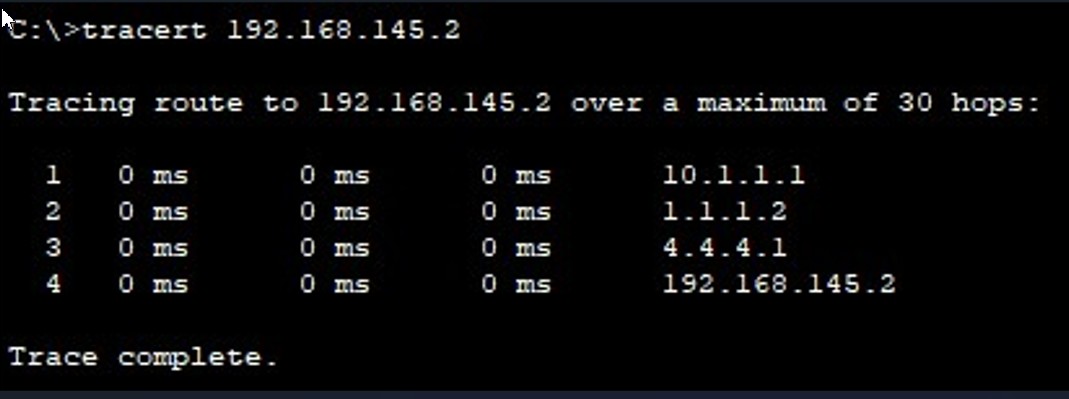 C:\>tracert 192.168.145.2
Tracing route to 192.168.145.2 over a maximum of 30 hops:
1 0 ms 0 ms 0 ms 10.1.1.1
2 0 ms 0 ms 0 ms 1.1.1.2
3 0 ms 0 ms 0 ms 4.4.4.1
4 0 ms 0 ms 0 ms 192.168.145.2
Trace complete.